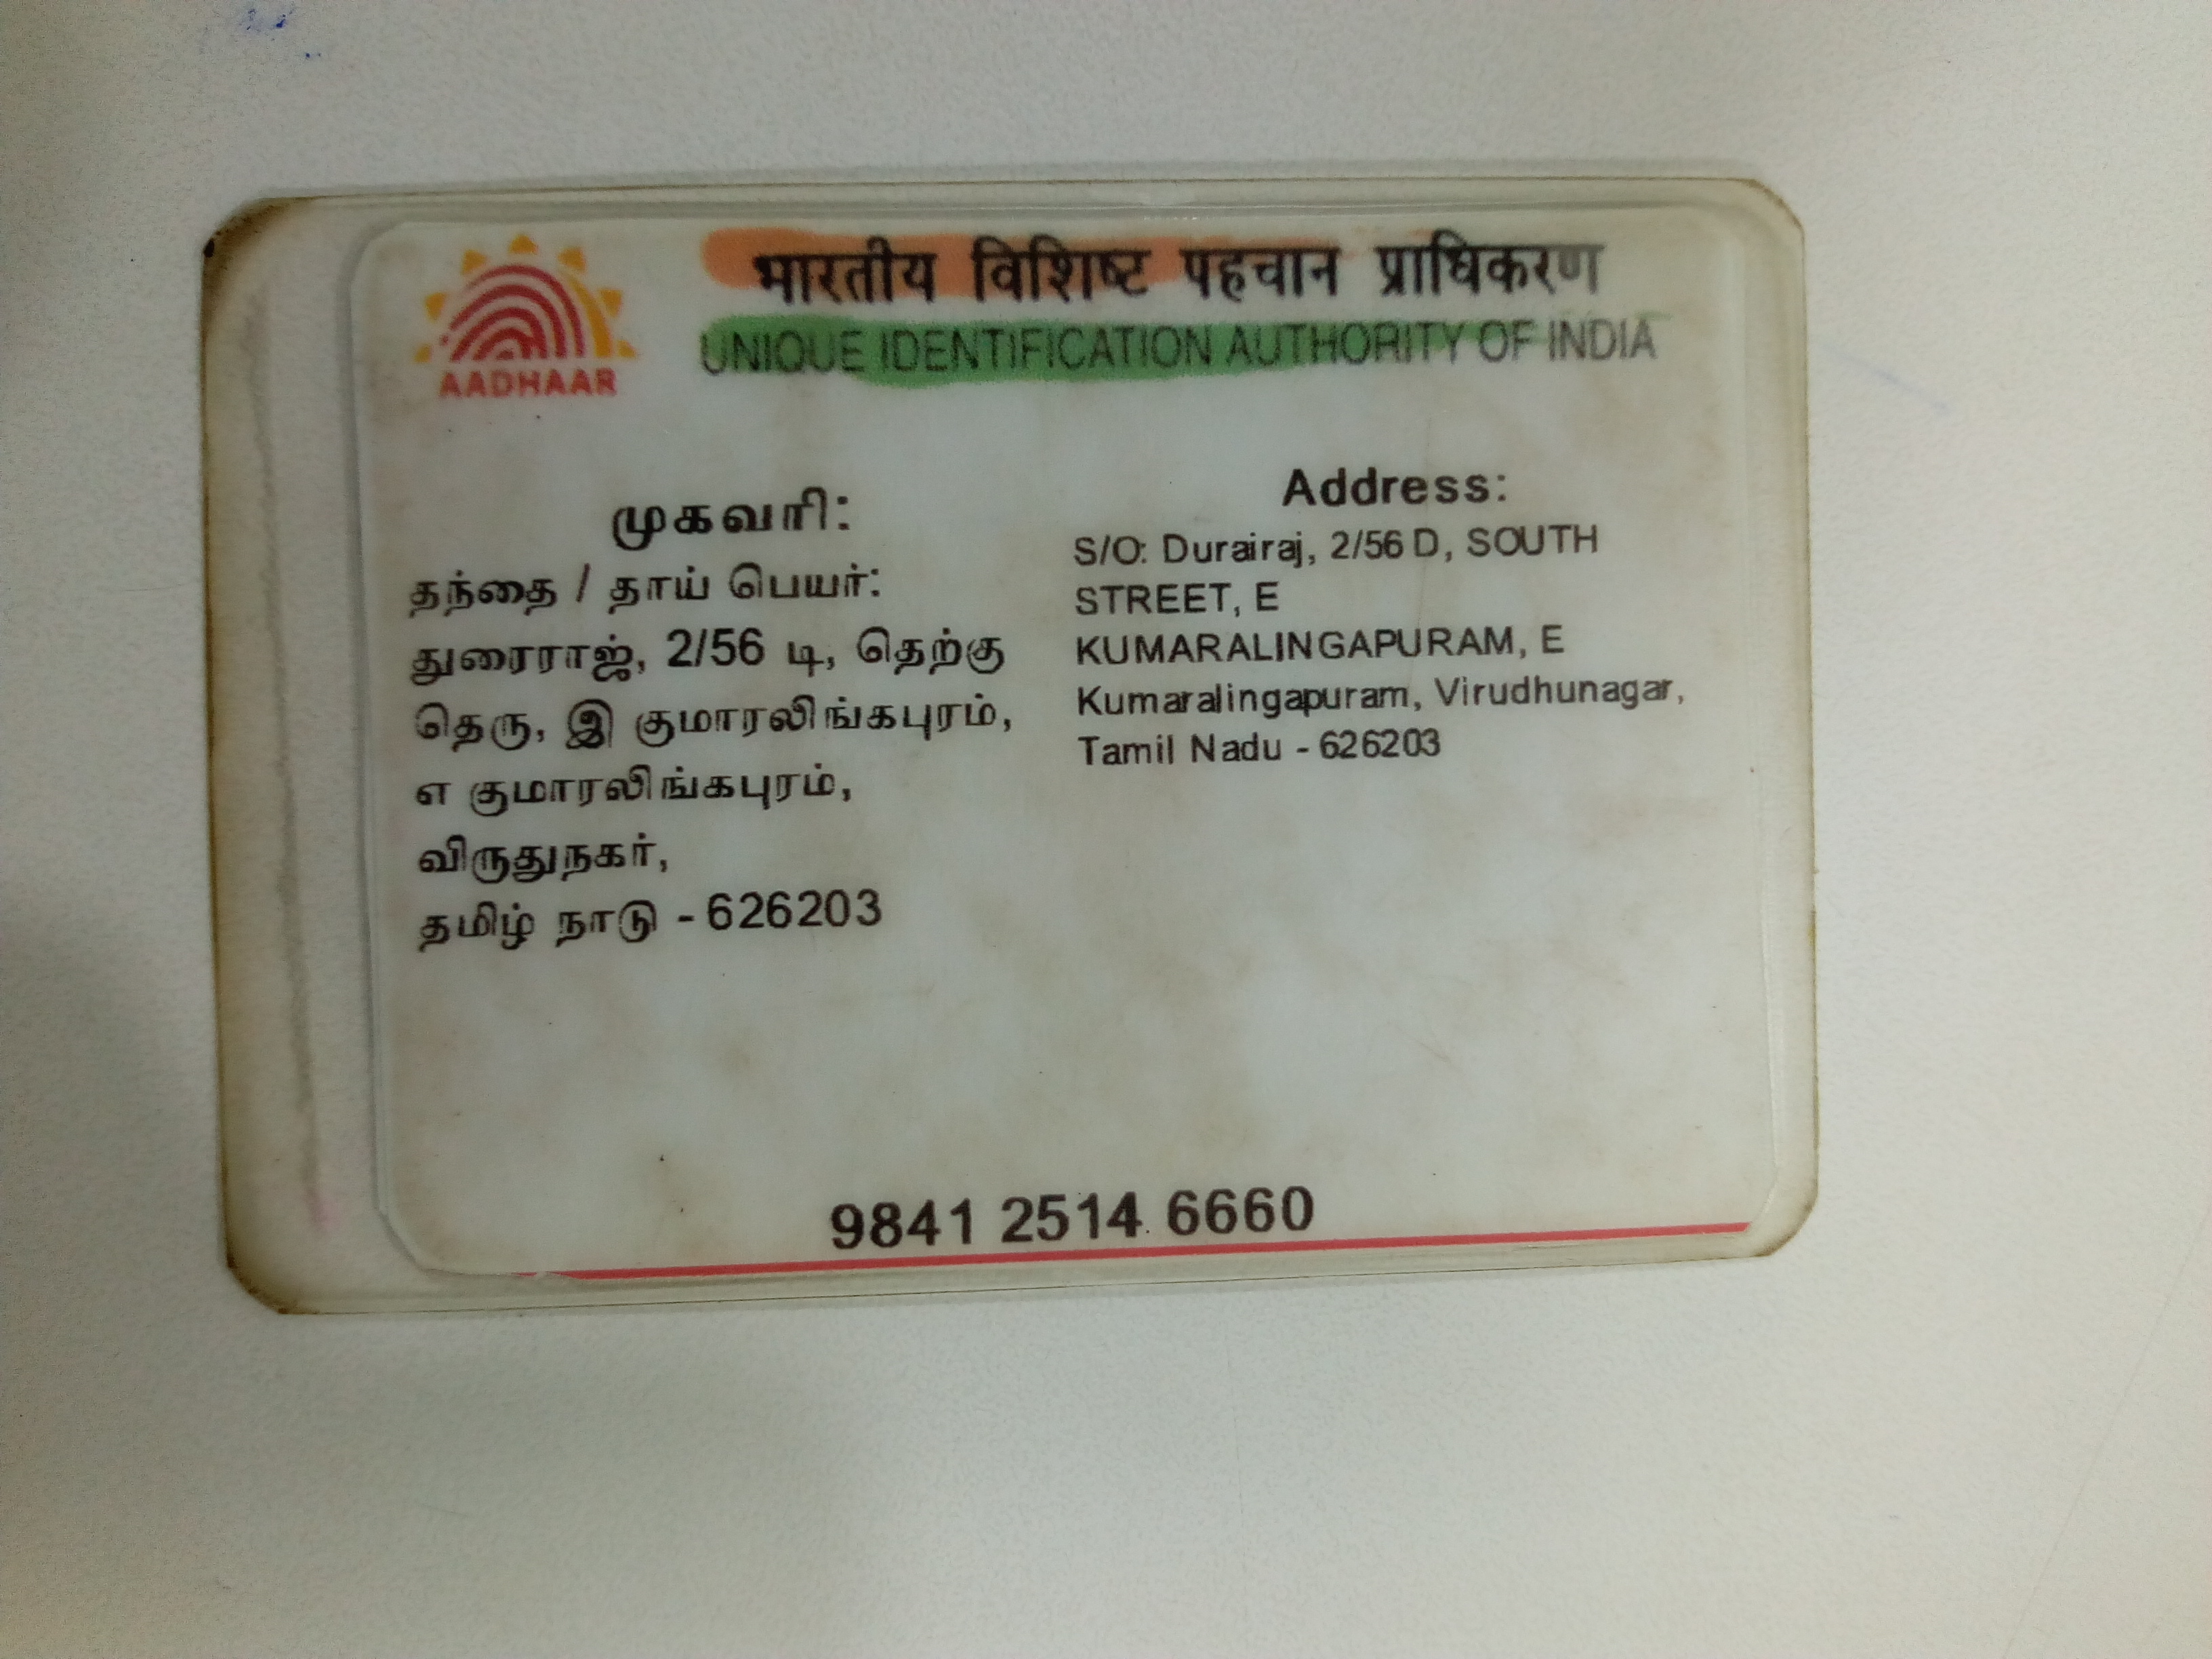 भारतीय विशिष्ट पहचान प्राधिकरण
UNIQUE IDENTIFICATION AUTHORITY OF INDIA
AADHAAR
முகவரி:
தந்தை / தாய் பெயர்:
துரைராஜ், 2/56 டி, தெற்கு
தெரு, இ குமாரலிங்கபுரம்,
எ குமாரலிங்கபுரம்,
விருதுநகர்,
தமிழ் நாடு - 626203
Address:
S/O: Durairaj, 2/56 D, SOUTH
STREET, E
KUMARALINGAPURAM, E
Kumaralingapuram, Virudhunagar,
Tamil Nadu - 626203
9841 2514 6660